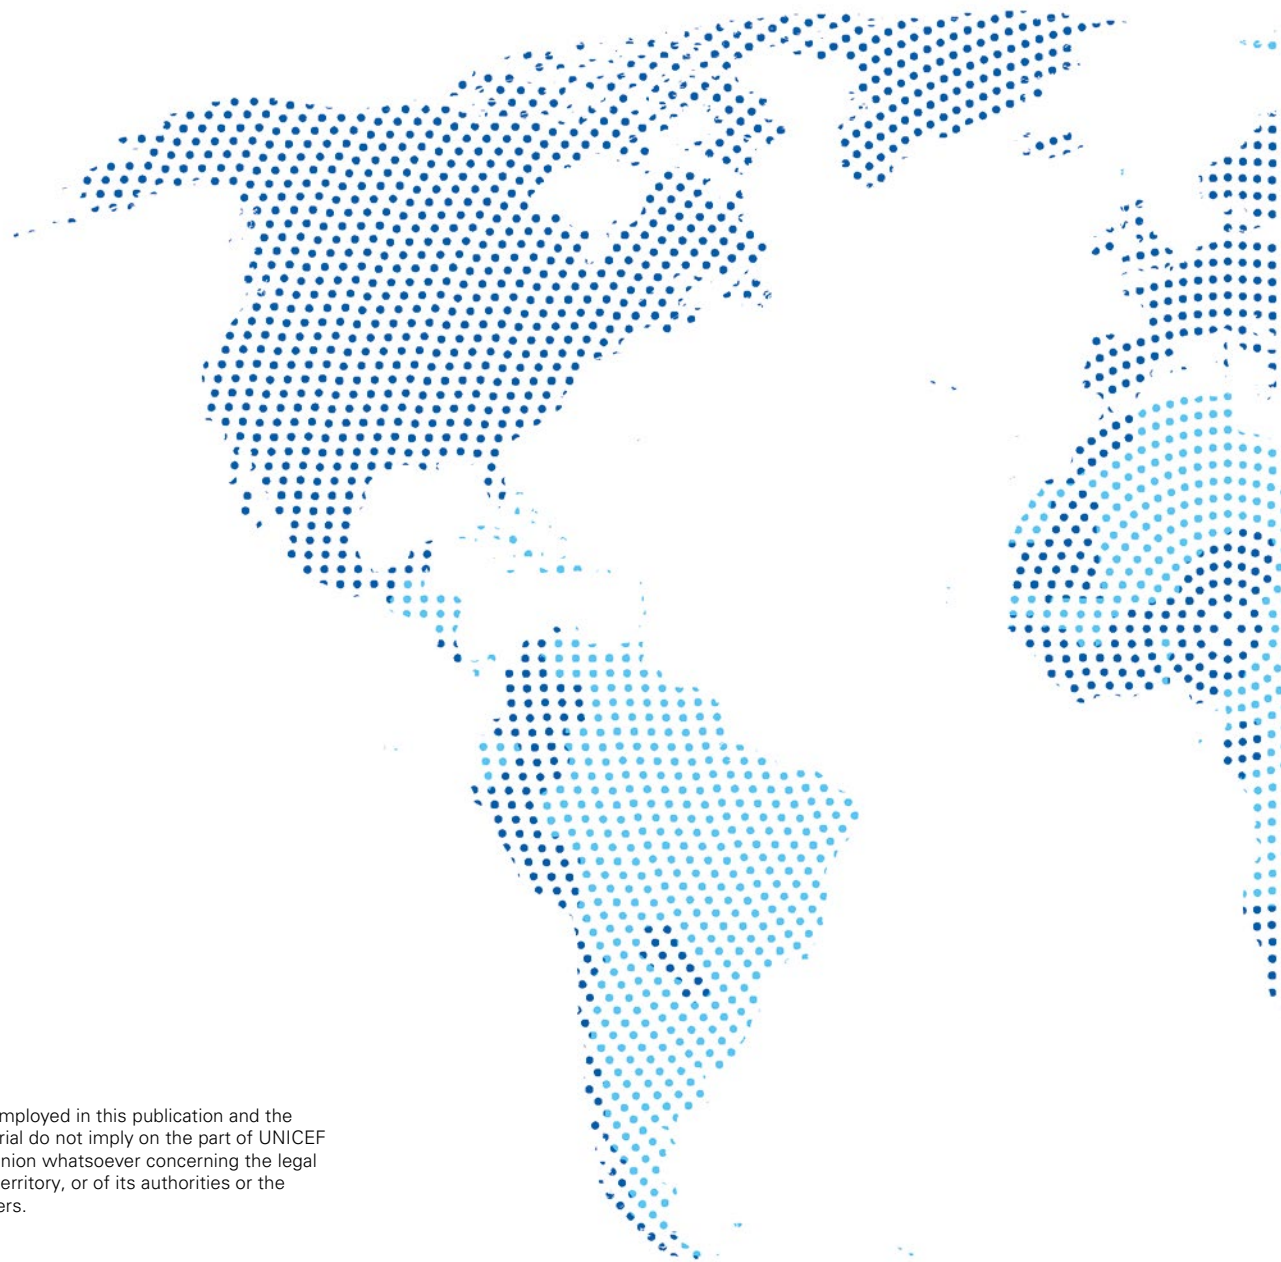 mployed in this publication and the
rial do not imply on the part of UNICEF
nion whatsoever concerning the legal
erritory, or of its authorities or the
ers.